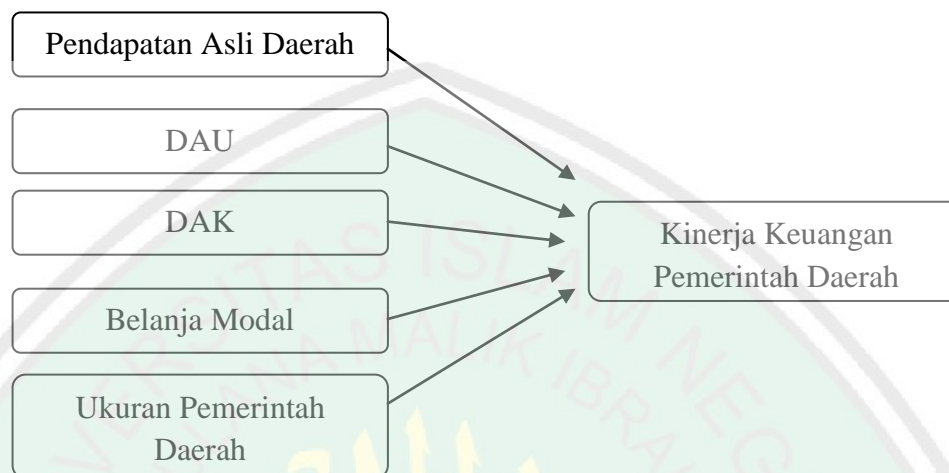 Pendapatan Asli Daerah
DAU
DAK
Belanja Modal
Ukuran Pemerintah
Daerah
Kinerja Keuangan
Pemerintah Daerah